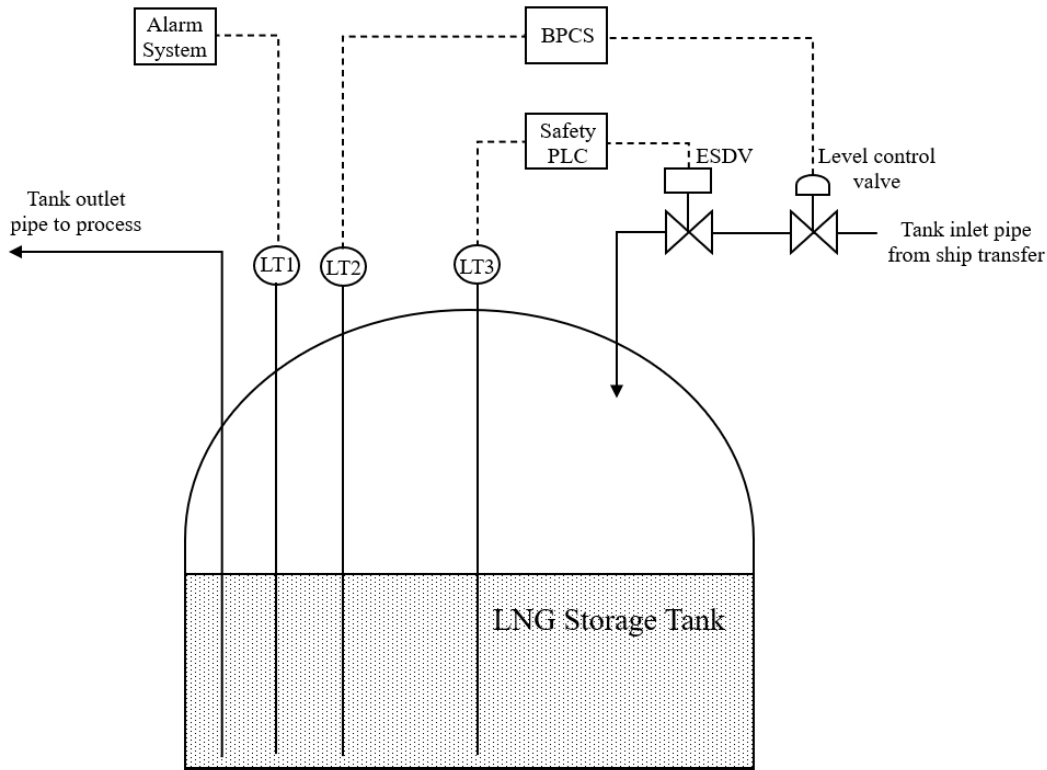 Alarm
System
BPCS
Safety
PLC
ESDV
Level control
valve
Tank outlet
pipe to process
Tank inlet pipe
from ship transfer
LT1
LT2
LT3
LNG Storage Tank